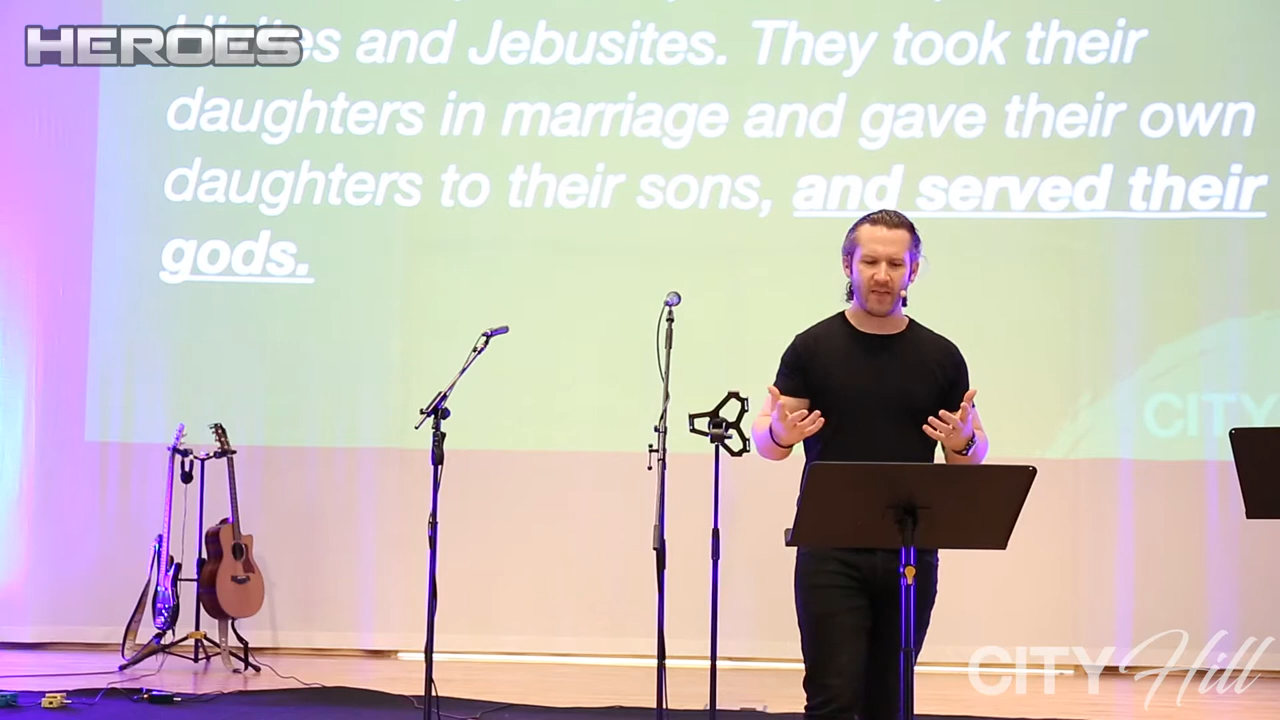 HEROES
and Jebusites. They took their
daughters in marriage and gave their own
daughters to their sons, and served their
gods.
CITY
CITY Hill